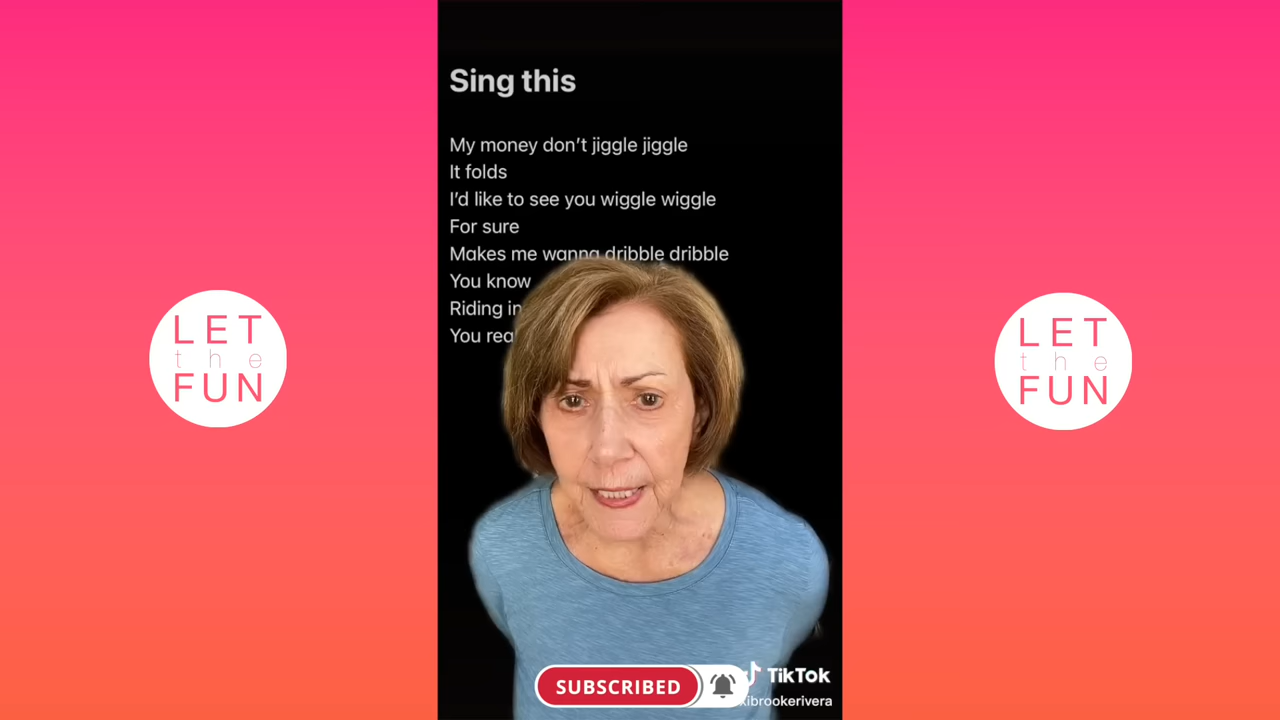 Sing this
My money don't jiggle jiggle
It folds
I'd like to see you wiggle wiggle
For sure
Makes me wanna dribble dribble
You know
Riding in
You
LET
the
FUN
LET
the
FUN
SUBSCRIBED
TikTok
kibrookerivera